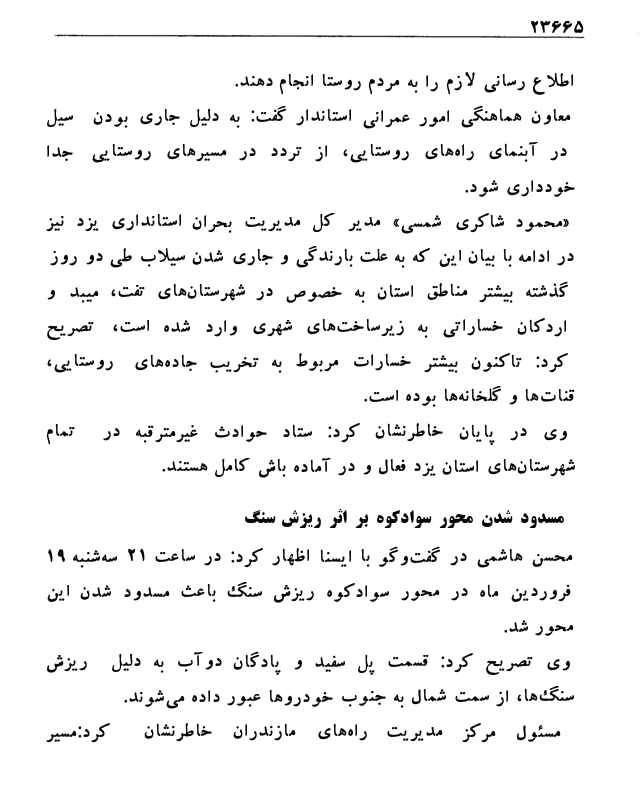 ۲۳۶۶۵
اطلاع رسانی لازم را به مردم روستا انجام دهند.
معاون هماهنگی امور عمرانی استاندار گفت: به دلیل جاری بودن سیل
در آبنمای راه‌های روستایی، از تردد در مسیرهای روستایی جدا
خودداری شود.
«محمود شاکری شمسی» مدیر کل مدیریت بحران استانداری یزد نیز
در ادامه با بیان این که به علت بارندگی و جاری شدن سیلاب طی دو روز
گذشته بیشتر مناطق استان به خصوص در شهرستان‌های تفت، میبد و
اردکان خساراتی به زیرساخت‌های شهری وارد شده است، تصریح
کرد: تاکنون بیشتر خسارات مربوط به تخریب جاده‌های روستایی،
قنات‌ها و گلخانه‌ها بوده است.
وی در پایان خاطرنشان کرد: ستاد حوادث غیرمترقبه در تمام
شهرستان‌های استان یزد فعال و در آماده باش کامل هستند.
مسدود شدن محور سوادکوه بر اثر ریزش سنگ
محسن هاشمی در گفت‌وگو با ایسنا اظهار کرد: در ساعت ۲۱ سه‌شنبه ۱۹
فروردین ماه در محور سوادکوه ریزش سنگ باعث مسدود شدن این
محور شد.
وی تصریح کرد: قسمت پل سفید و پادگان دوآب به دلیل ریزش
سنگ‌ها، از سمت شمال به جنوب خودروها عبور داده می‌شوند.
مسئول مرکز مدیریت راه‌های مازندران خاطرنشان کرد:مسیر